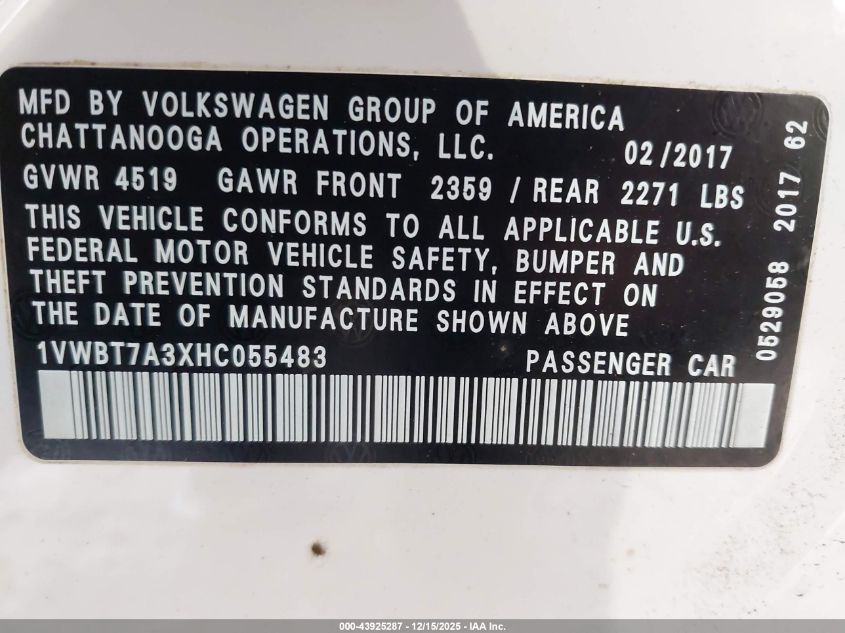 MFD BY VOLKSWAGEN GROUP OF AMERICA
CHATTANOOGA OPERATIONS, LLC. 02/2017
GVWR 4519 GAWR FRONT 2359 / REAR 2271 LBS
THIS VEHICLE CONFORMS TO ALL APPLICABLE U.S.
FEDERAL MOTOR VEHICLE SAFETY, BUMPER AND
THEFT PREVENTION STANDARDS IN EFFECT ON
THE DATE OF MANUFACTURE SHOWN ABOVE
1VWBT7A3XHC055483 PASSENGER CAR
0529058 2017 62
000-43925287 - 12/15/2025 - IAA Inc.